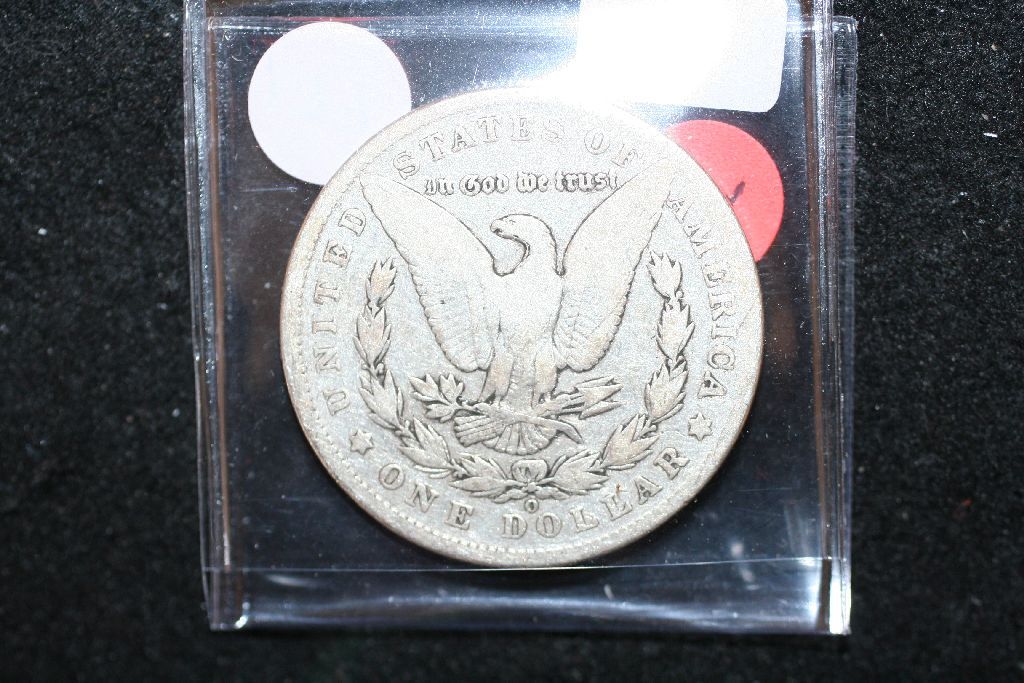 UNITED STATES OF AMERICA
In God we trust
O
ONE DOLLAR